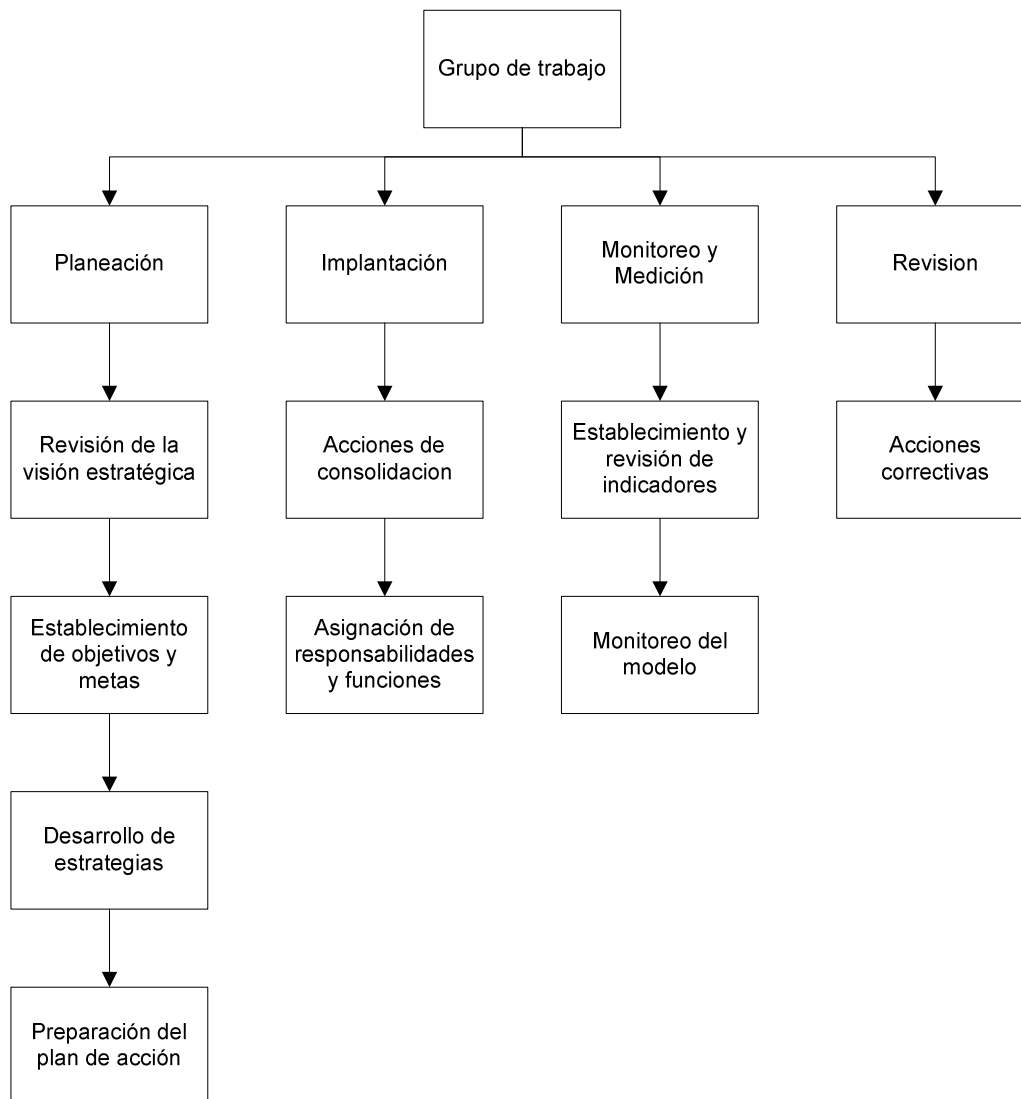 Grupo de trabajo
Planeación
Implantación
Monitoreo y
Medición
Revision
Revisión de la
visión estratégica
Acciones de
consolidacion
Establecimiento y
revisión de
indicadores
Acciones
correctivas
Establecimiento
de objetivos y
metas
Asignación de
responsabilidades
y funciones
Monitoreo del
modelo
Desarrollo de
estrategias
Preparación del
plan de acción